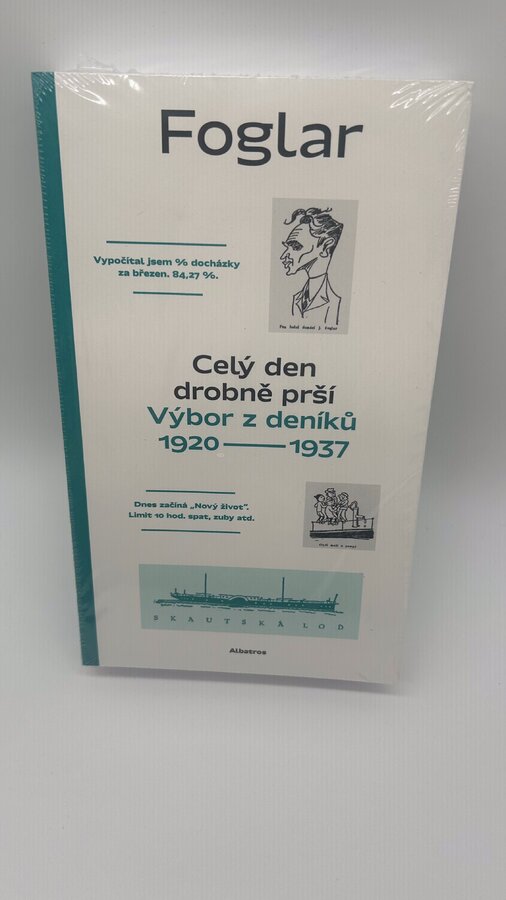 Foglar
Vypočítal jsem % docházky
za březen. 84,27 %.
Celý den
drobně prší
Výbor z deníků
1920 — 1937
Dnes začíná „Nový život“.
Limit 10 hod. spat, zuby atd.
SKAUTSKÁ LOĎ
Albatros